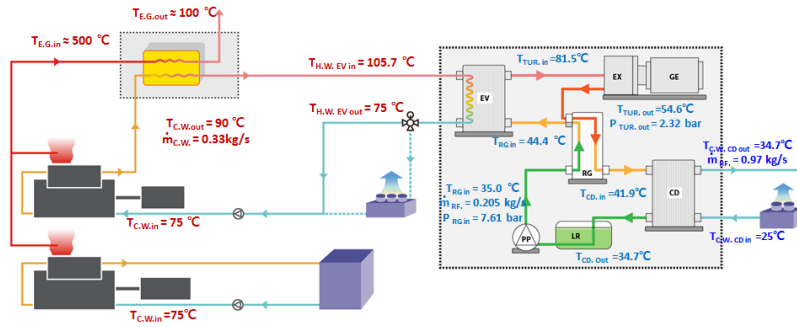 T_E.G.out ≈ 100 ℃
T_E.G.in ≈ 500 ℃
T_H.W. EV in = 105.7 ℃
T_H.W. EV out = 75 ℃
T_C.W.out = 90 ℃
ṁ_C.W. = 0.33kg/s
T_C.W.in = 75 ℃
T_C.W.in =75℃
T_TUR. in =81.5℃
EX
GE
EV
T_TUR. out =54.6℃
P_TUR. out = 2.32 bar
T_RG in = 44.4 ℃
RG
T_C.W. CD out =34.7℃
ṁ_RF. = 0.97 kg/s
T_RG in = 35.0 ℃
ṁ_RF. = 0.205 kg/s
P_RG in = 7.61 bar
T_CD. in =41.9℃
CD
PP
LR
T_CD. Out =34.7℃
T_C.W. CD in =25℃